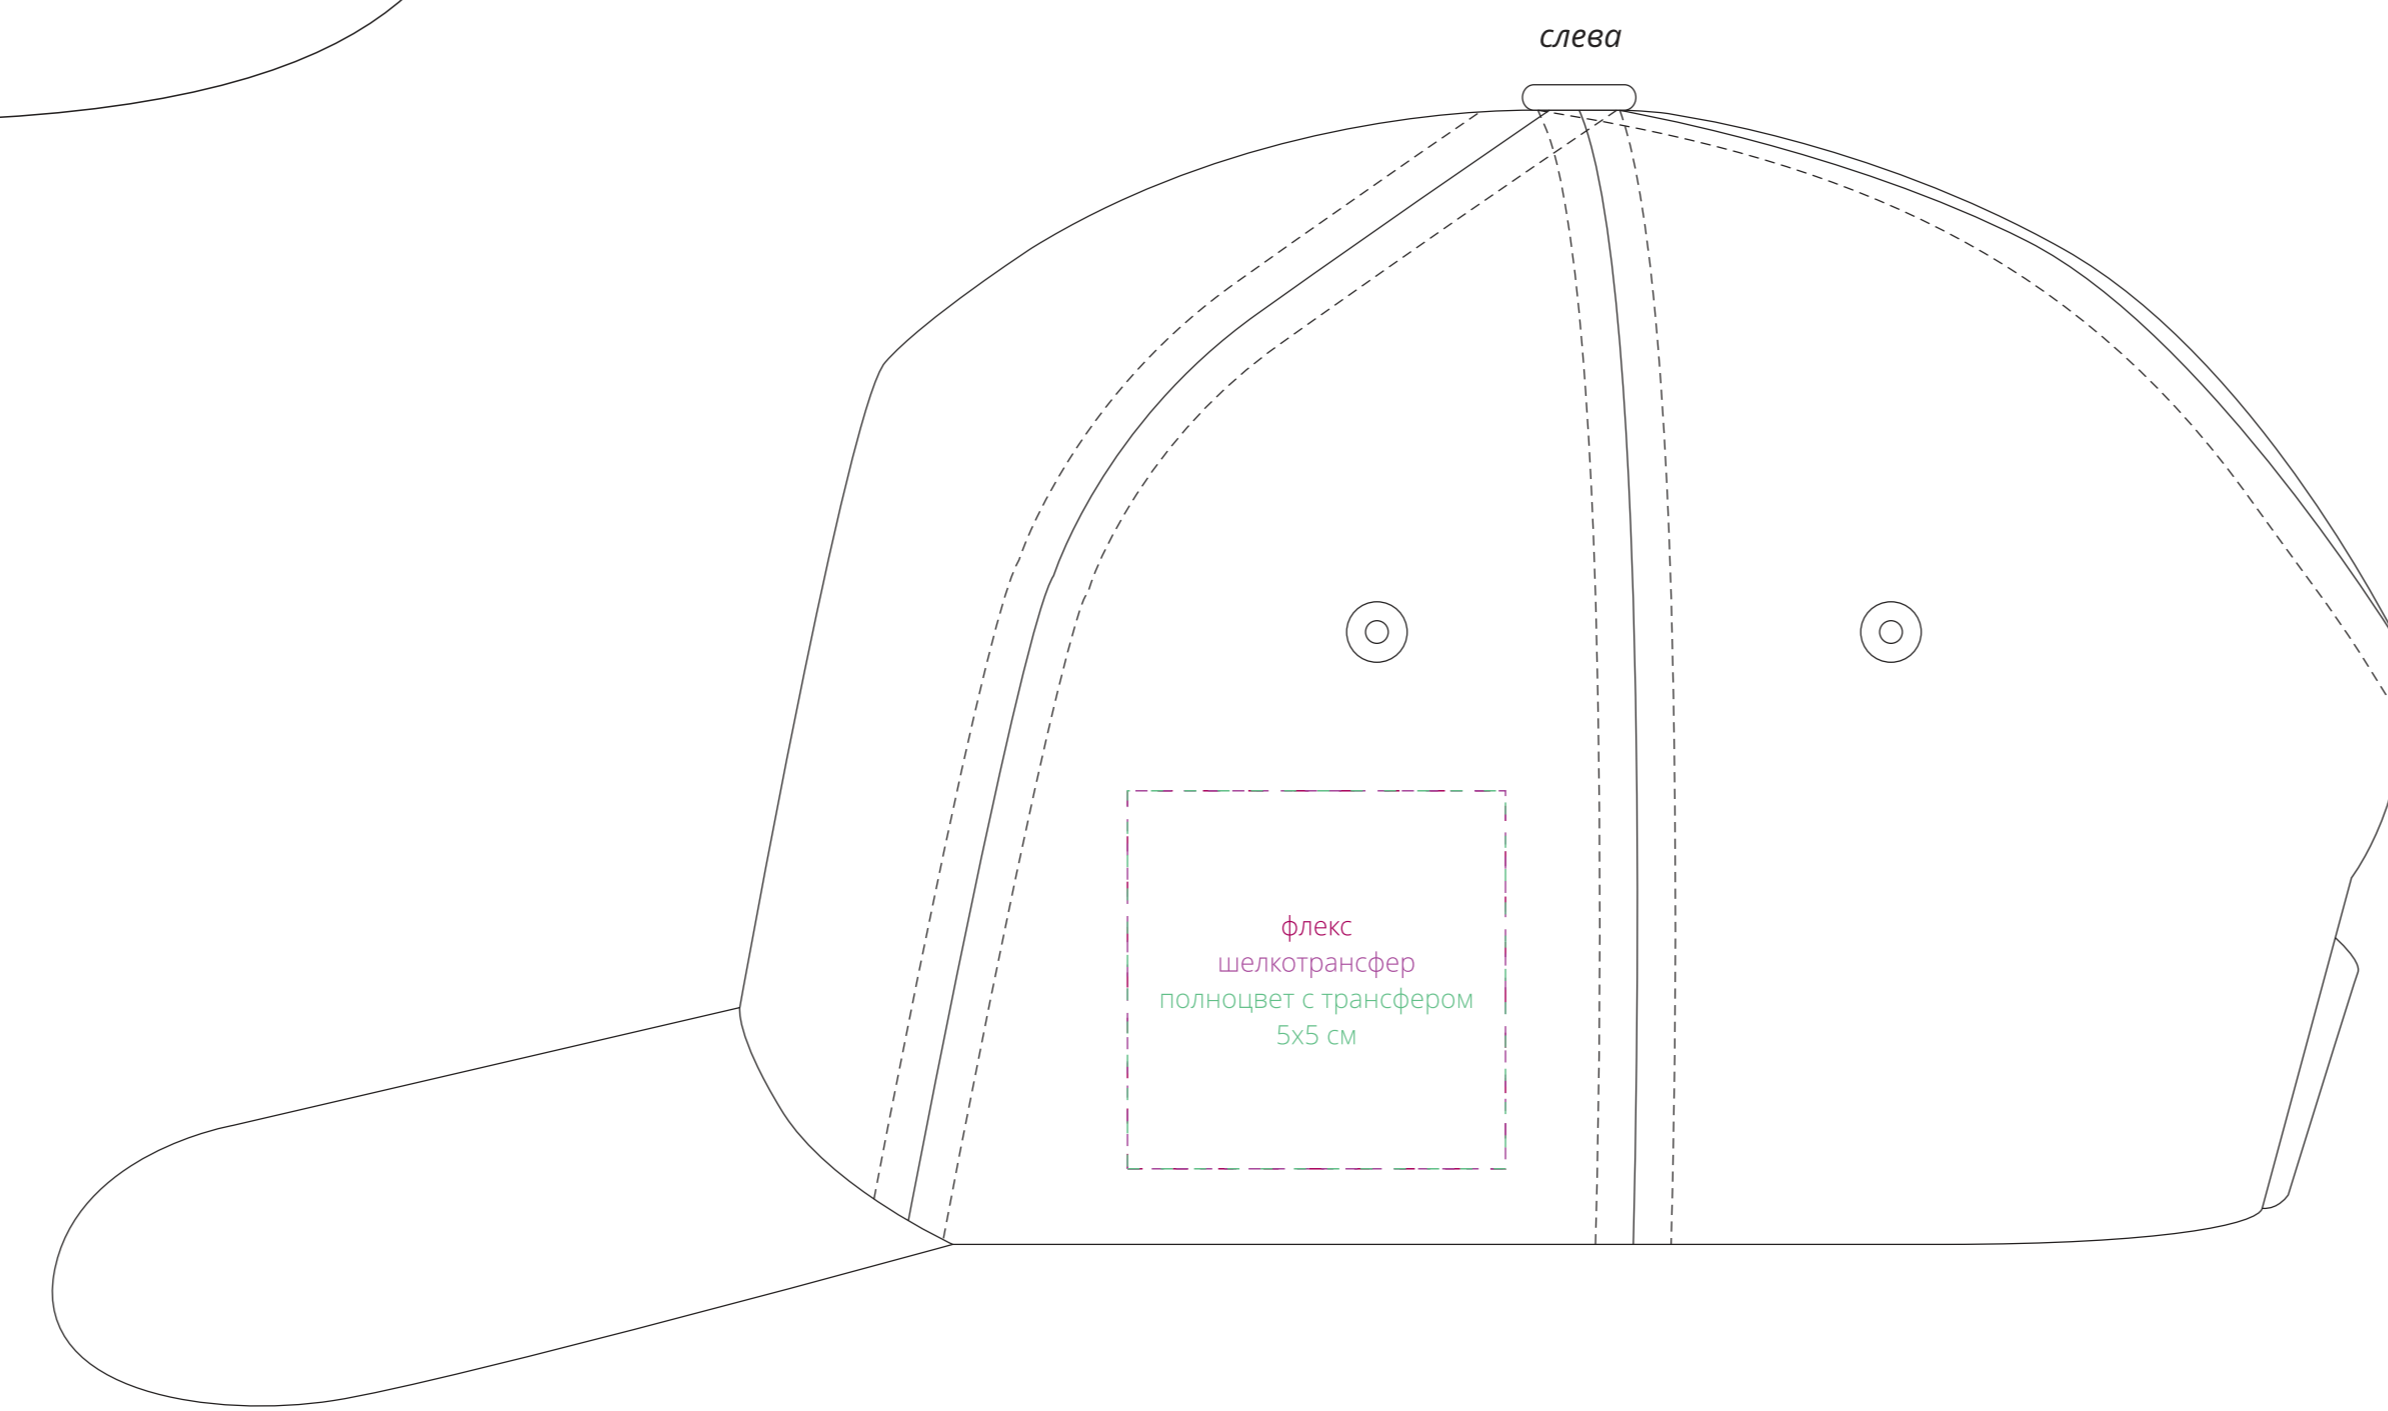 слева
флекс
шелкотрансфер
полноцвет с трансфером
5х5 см